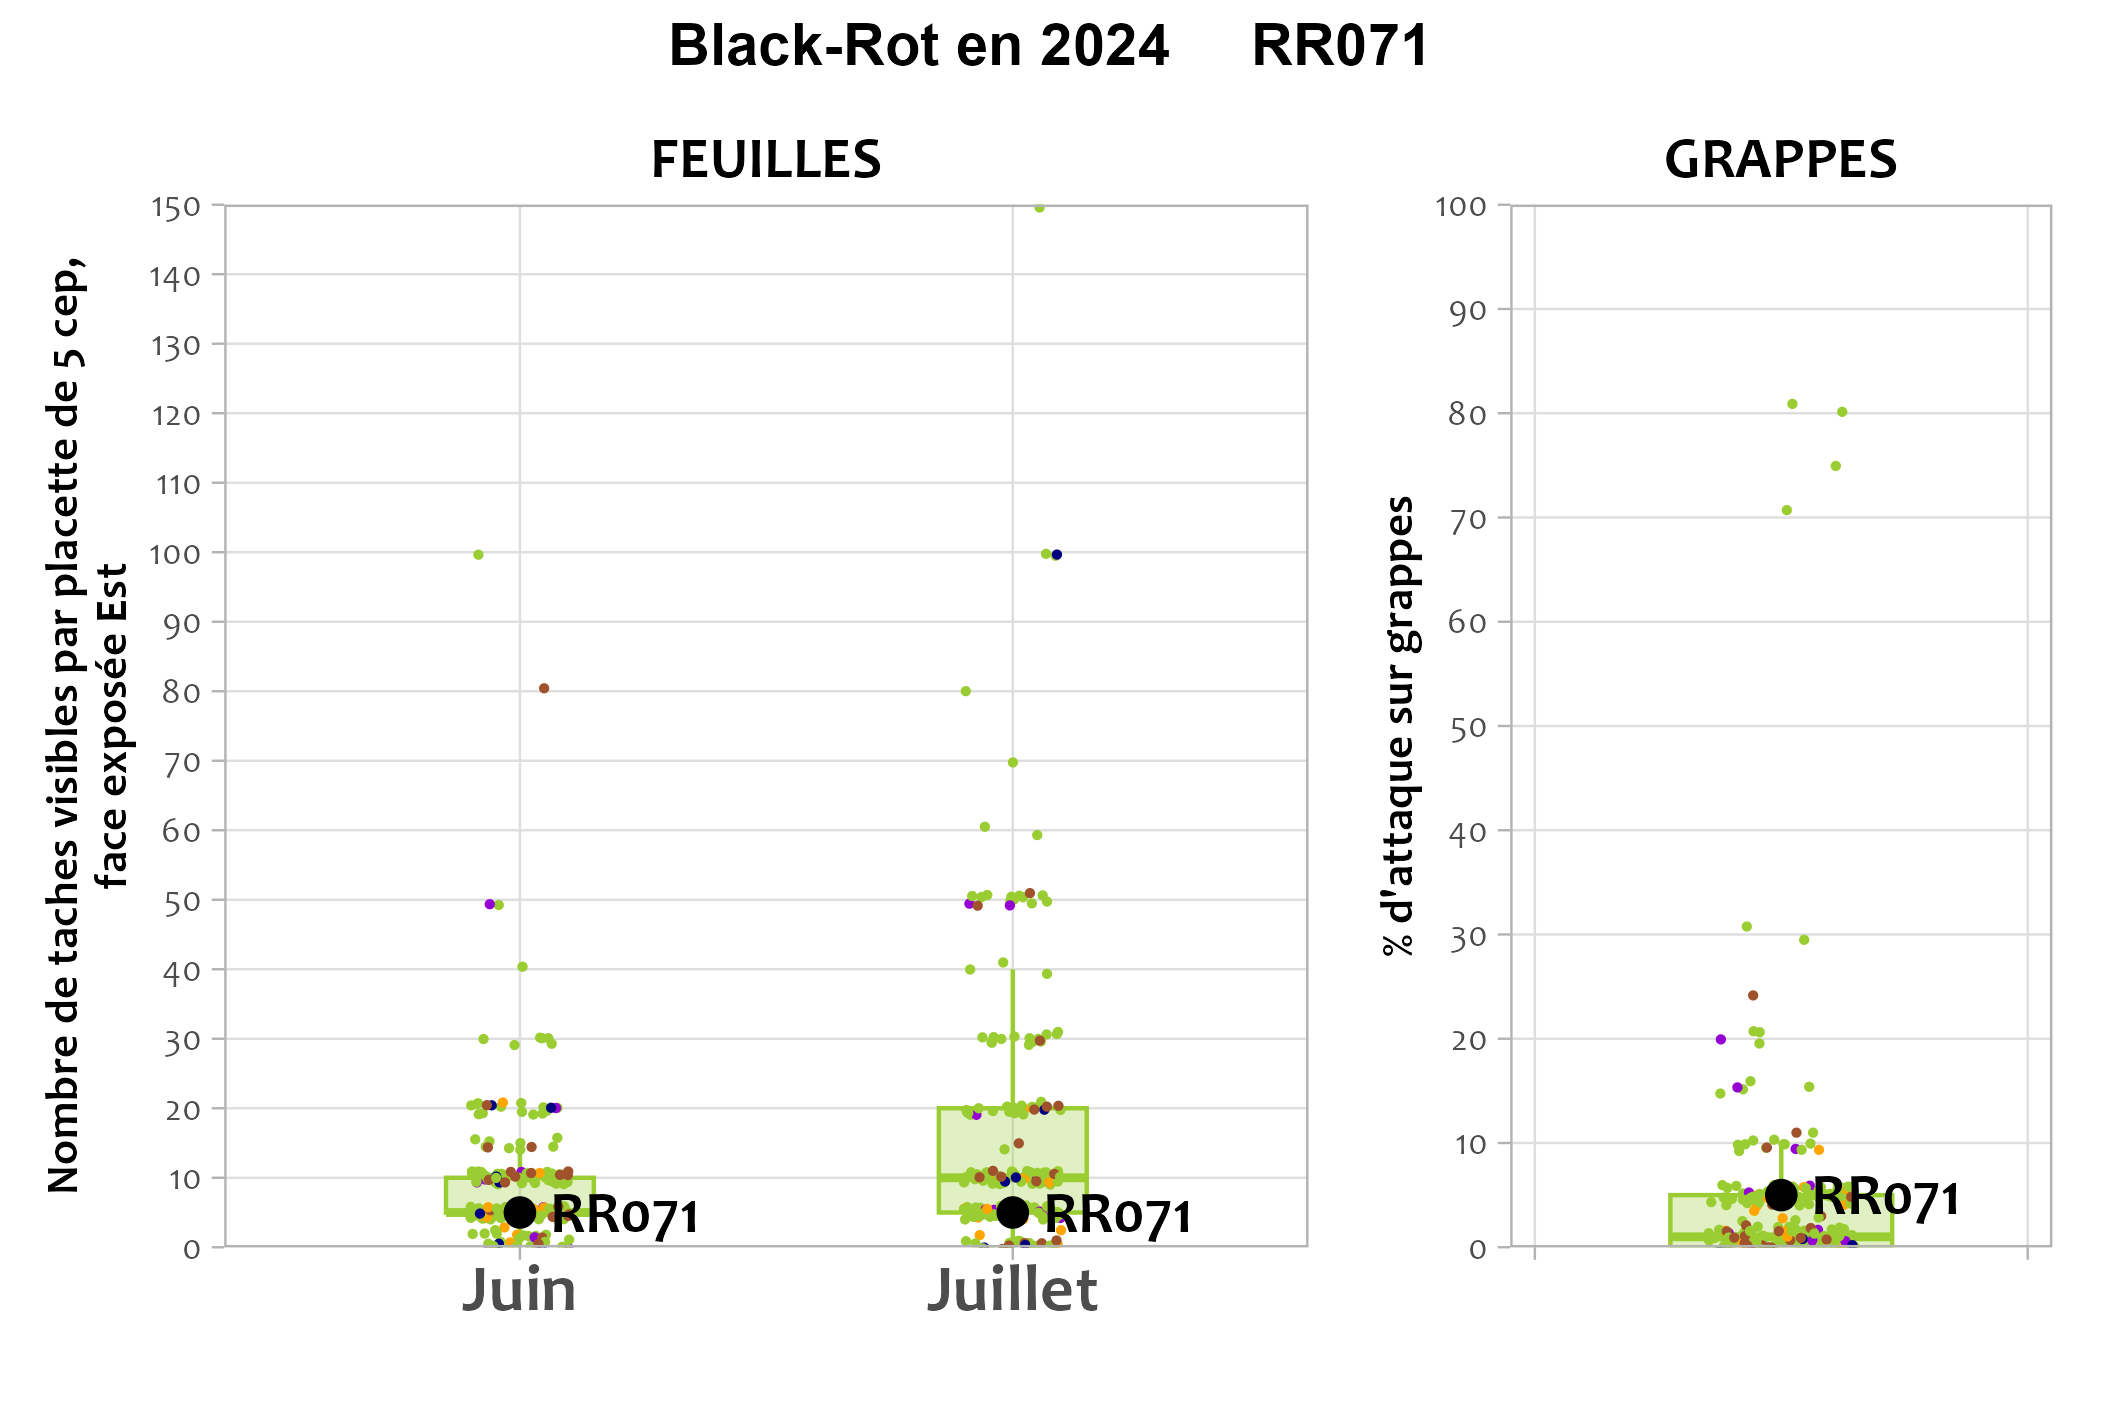 Black-Rot en 2024 RR071
FEUILLES
Nombre de taches visibles par placette de 5 cep,
face exposée Est
150
140
130
120
110
100
90
80
70
60
50
40
30
20
10
0
RR071
RR071
Juin
Juillet
GRAPPES
% d'attaque sur grappes
100
90
80
70
60
50
40
30
20
10
0
RR071